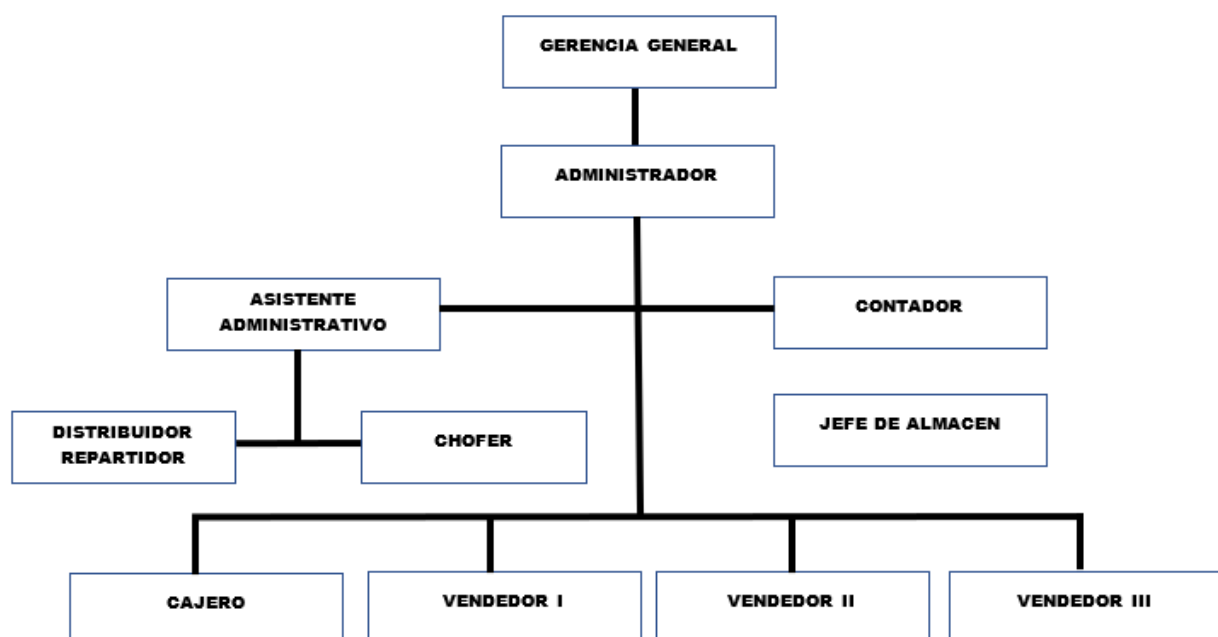 GERENCIA GENERAL
ADMINISTRADOR
ASISTENTE
ADMINISTRATIVO
CONTADOR
DISTRIBUIDOR
REPARTIDOR
CHOFER
JEFE DE ALMACEN
CAJERO
VENDEDOR I
VENDEDOR II
VENDEDOR III